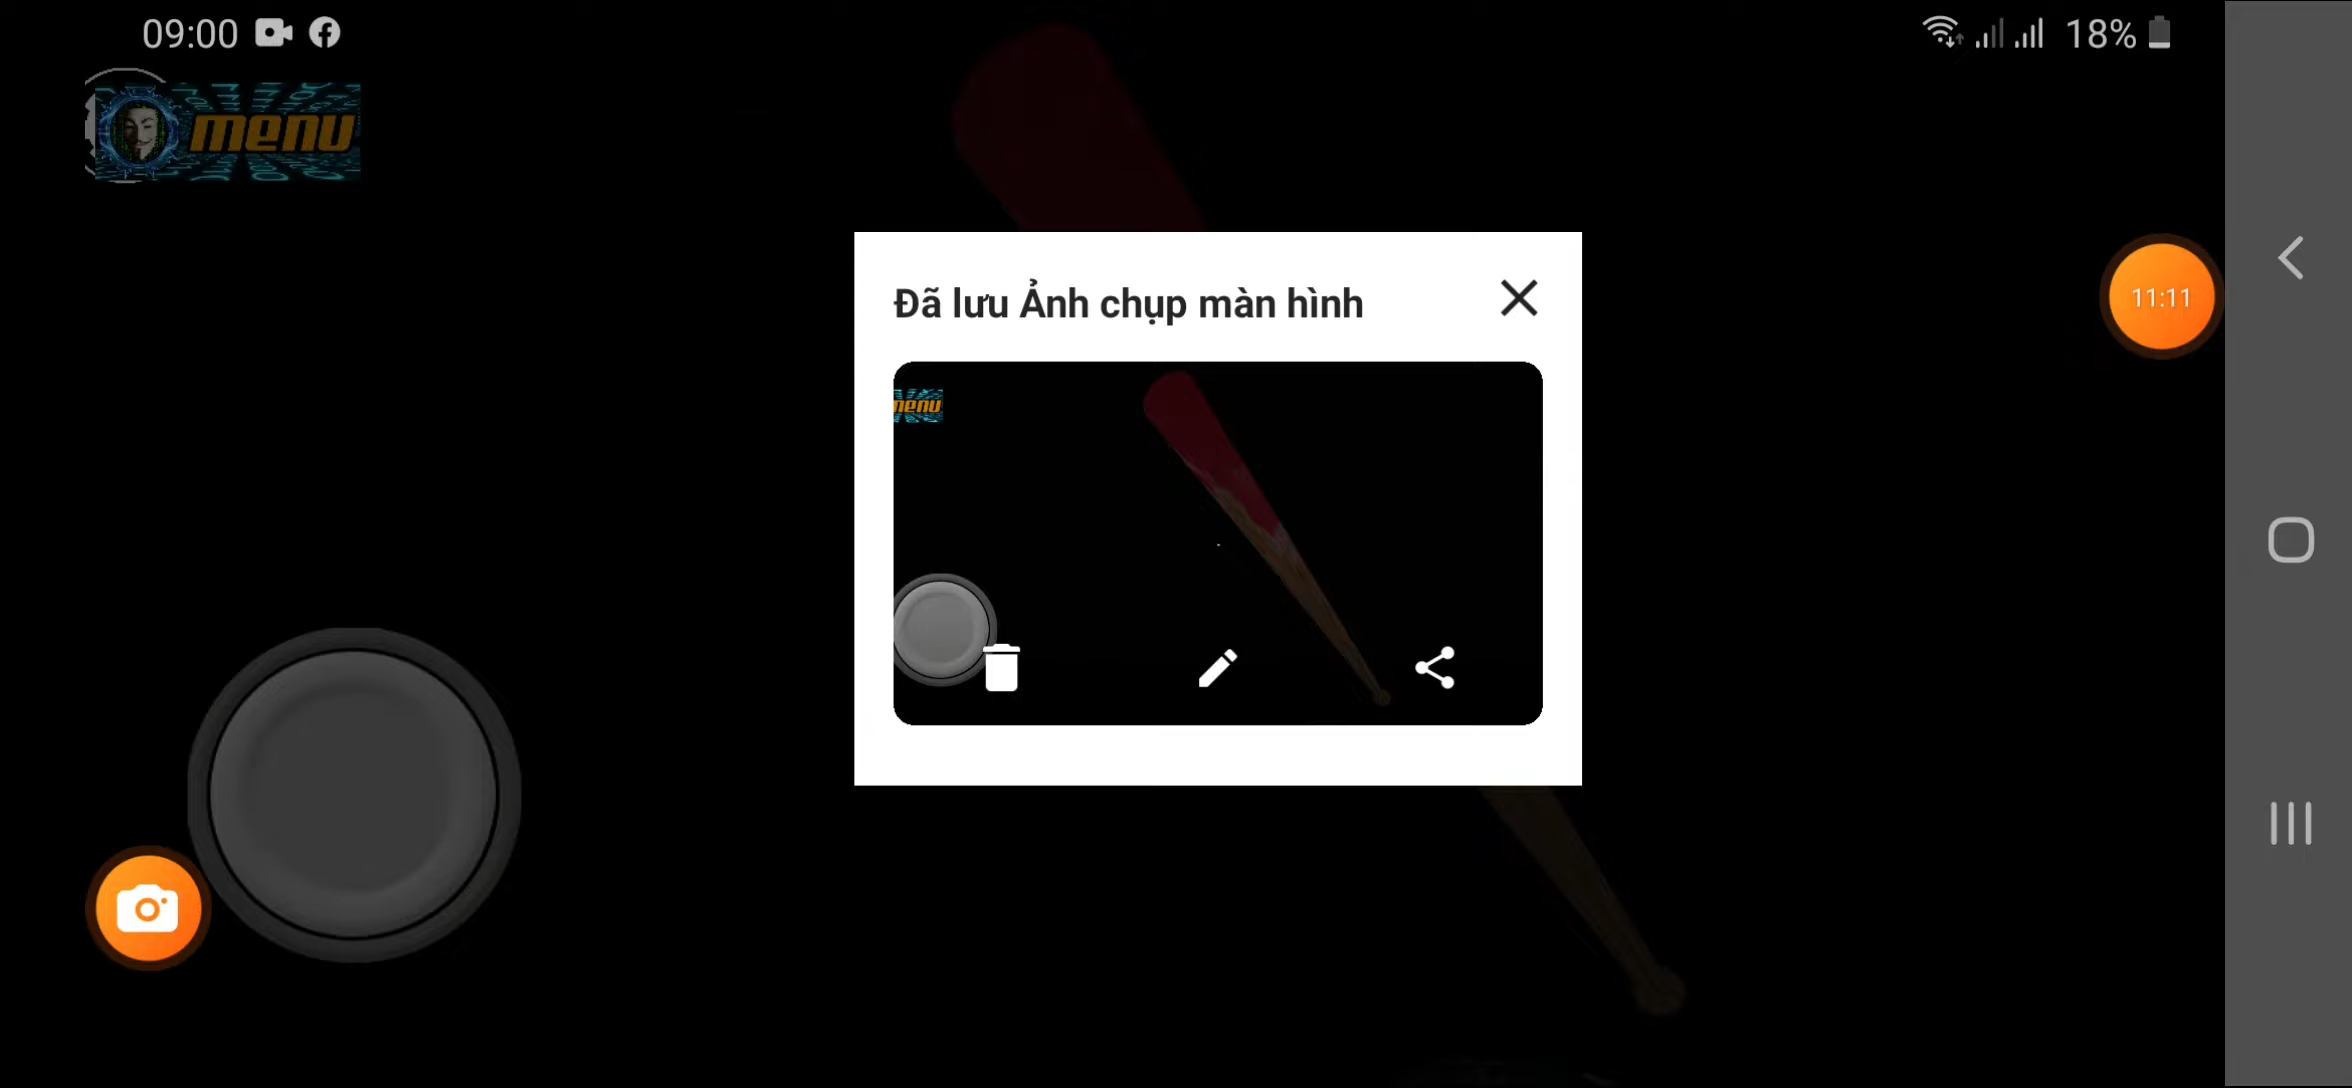 09:00
18%
menu
Đã lưu Ảnh chụp màn hình
11:11
menu